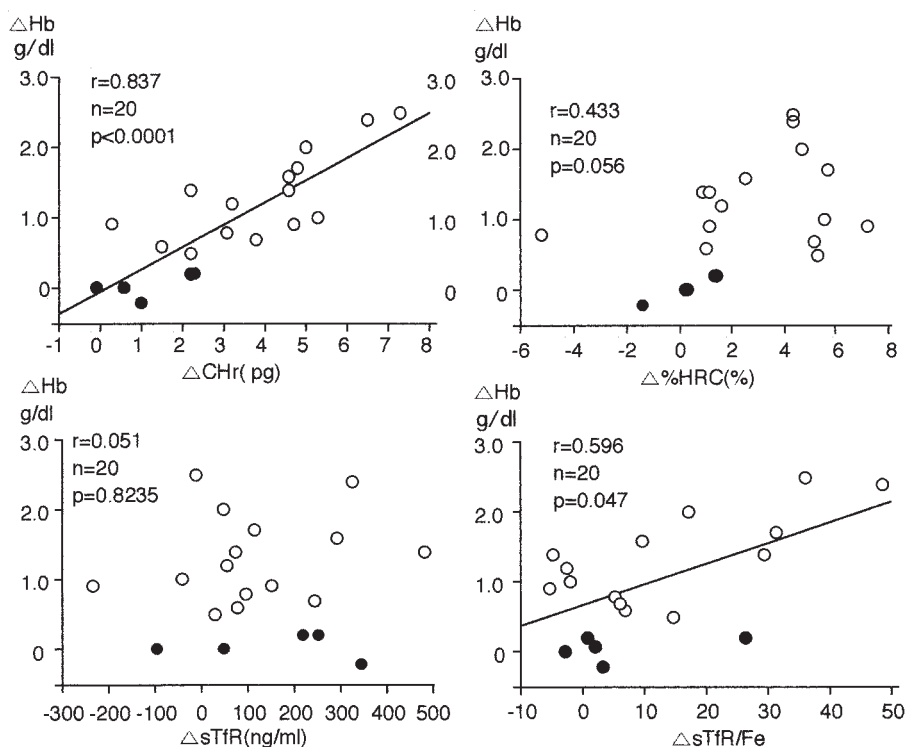 △Hb
g/dl
3.0
r=0.837
n=20
p<0.0001
2.0
1.0
0
3.0
2.0
1.0
0
-1 0 1 2 3 4 5 6 7 8
△CHr( pg)
△Hb
g/dl
3.0
r=0.433
n=20
p=0.056
2.0
1.0
0
-6 -4 -2 0 2 4 6 8
△%HRC(%)
△Hb
g/dl
r=0.051
3.0
n=20
p=0.8235
2.0
1.0
0
-300 -200 -100 0 100 200 300 400 500
△sTfR(ng/ml)
△Hb
g/dl
3.0
r=0.596
n=20
p=0.047
2.0
1.0
0
-10 0 10 20 30 40 50
△sTfR/Fe